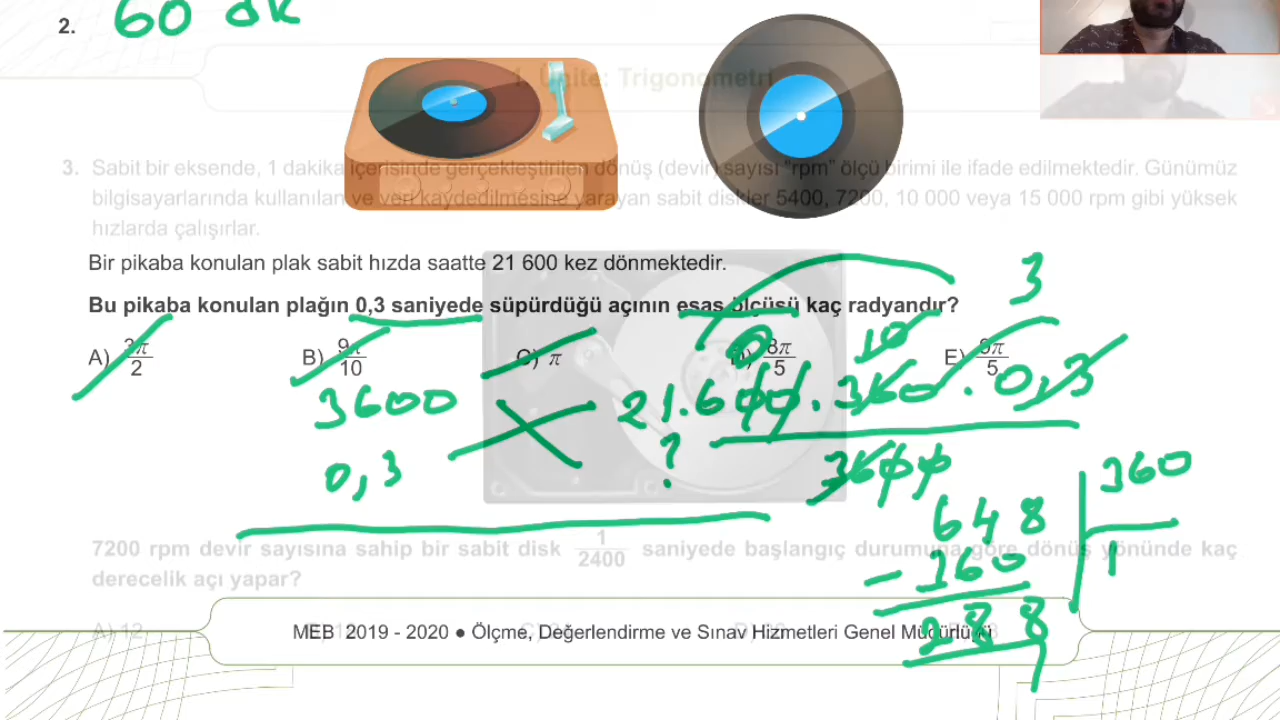 60 dk
2.
1. Ünite: Trigonometri
3. Sabit bir eksende, 1 dakika içerisinde gerçekleştirilen dönüş (devir) sayısı "rpm" ölçü birimi ile ifade edilmektedir. Günümüz
bilgisayarlarında kullanılan ve veri kaydedilmesine yarayan sabit diskler 5400, 7200, 10 000 veya 15 000 rpm gibi yüksek
hızlarda çalışırlar.
Bir pikaba konulan plak sabit hızda saatte 21 600 kez dönmektedir.
3
Bu pikaba konulan plağın 0,3 saniyede süpürdüğü açının esas ölçüsü kaç radyandır?
0 10
A) 3π/2 B) 9π/10 C) π D) 8π/5 E) 9π/5
3600 21.600.360.0,3
0,3 ? 3600 360
648
7200 rpm devir sayısına sahip bir sabit disk 1/2400 saniyede başlangıç durumuna göre dönüş yönünde kaç
- 360 1
derecelik açı yapar?
288
A) 12
MEB 2019 - 2020 ● Ölçme, Değerlendirme ve Sınav Hizmetleri Genel Müdürlüğü